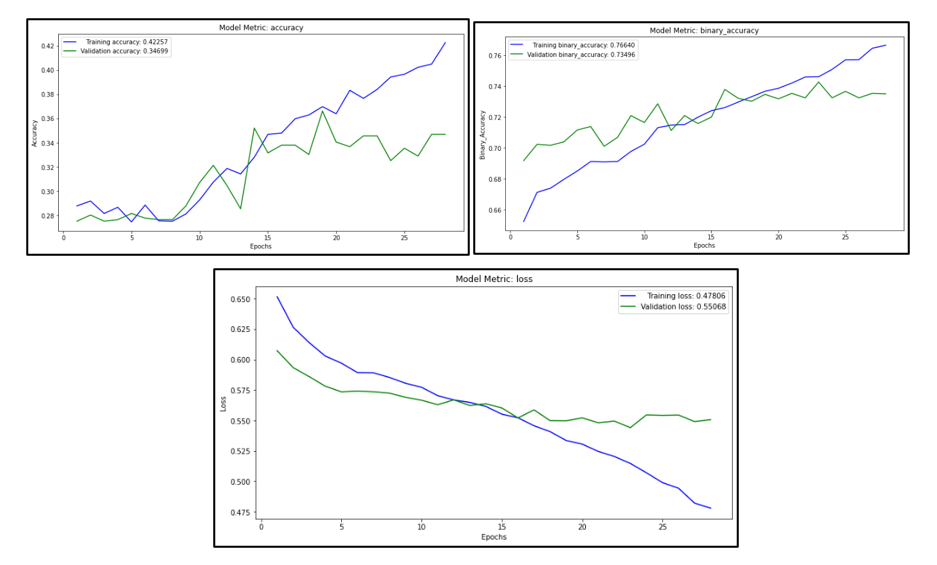 Model Metric: accuracy
Training accuracy: 0.42257
Validation accuracy: 0.34699
0.42
0.40
0.38
0.36
0.34
0.32
0.30
0.28
Accuracy
0
5
10
15
20
25
Epochs
Model Metric: binary_accuracy
Training binary_accuracy: 0.76640
Validation binary_accuracy: 0.73496
0.76
0.74
0.72
0.70
0.68
0.66
Binary_Accuracy
0
5
10
15
20
25
Epochs
Model Metric: loss
Training loss: 0.47806
Validation loss: 0.55068
0.650
0.625
0.600
0.575
0.550
0.525
0.500
0.475
Loss
0
5
10
15
20
25
Epochs